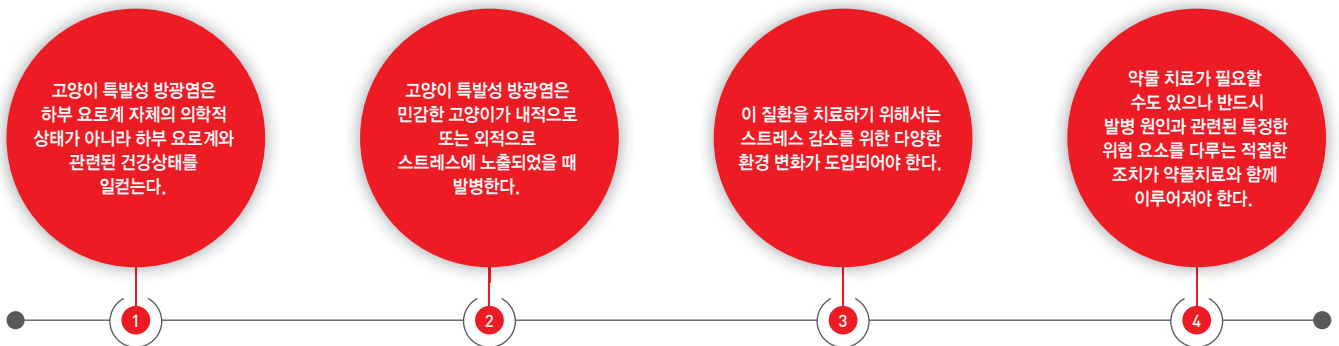 고양이 특발성 방광염은
하부 요로계 자체의 의학적
상태가 아니라 하부 요로계와
관련된 건강상태를
일컫는다.
1
고양이 특발성 방광염은
민감한 고양이가 내적으로
또는 외적으로
스트레스에 노출되었을 때
발병한다.
2
이 질환을 치료하기 위해서는
스트레스 감소를 위한 다양한
환경 변화가 도입되어야 한다.
3
약물 치료가 필요할
수도 있으나 반드시
발병 원인과 관련된 특정한
위험 요소를 다루는 적절한
조치가 약물치료와 함께
이루어져야 한다.
4